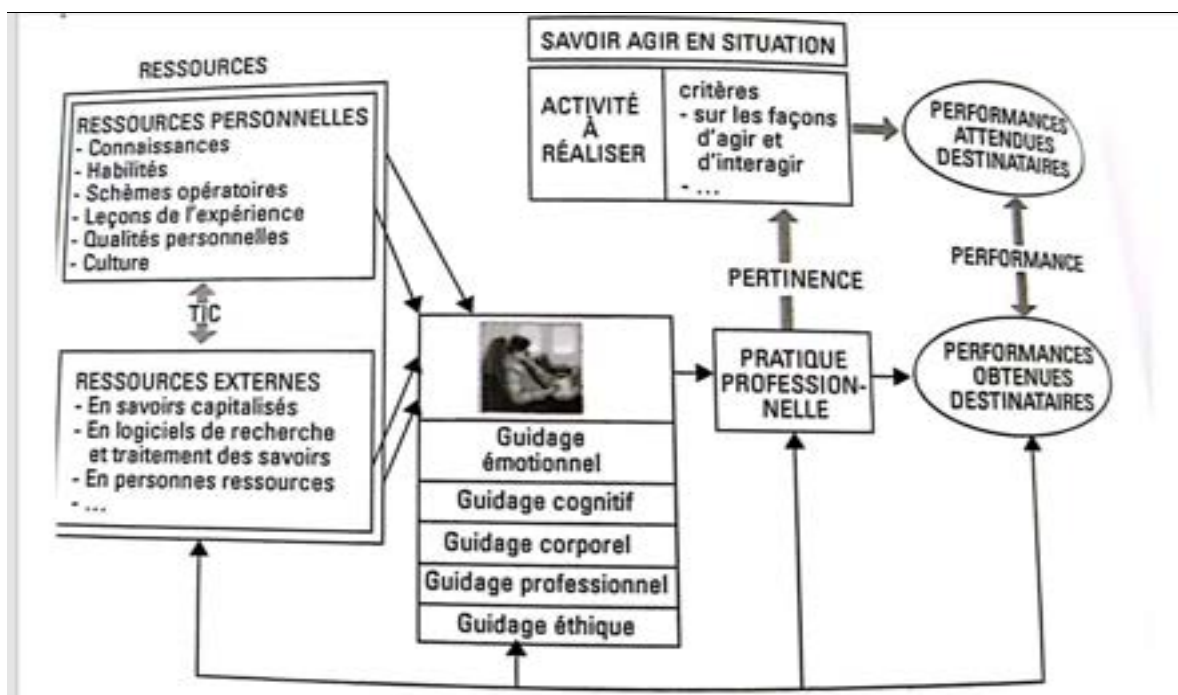 RESSOURCES
RESSOURCES PERSONNELLES
- Connaissances
- Habilités
- Schèmes opératoires
- Leçons de l'expérience
- Qualités personnelles
- Culture
TIC
RESSOURCES EXTERNES
- En savoirs capitalisés
- En logiciels de recherche
et traitement des savoirs
- En personnes ressources
- ...
Guidage
émotionnel
Guidage cognitif
Guidage corporel
Guidage professionnel
Guidage éthique
SAVOIR AGIR EN SITUATION
ACTIVITÉ
À
RÉALISER
critères
- sur les façons
d'agir et
d'interagir
- ...
PERTINENCE
PRATIQUE
PROFESSION-
NELLE
PERFORMANCES
ATTENDUES
DESTINATAIRES
PERFORMANCE
PERFORMANCES
OBTENUES
DESTINATAIRES